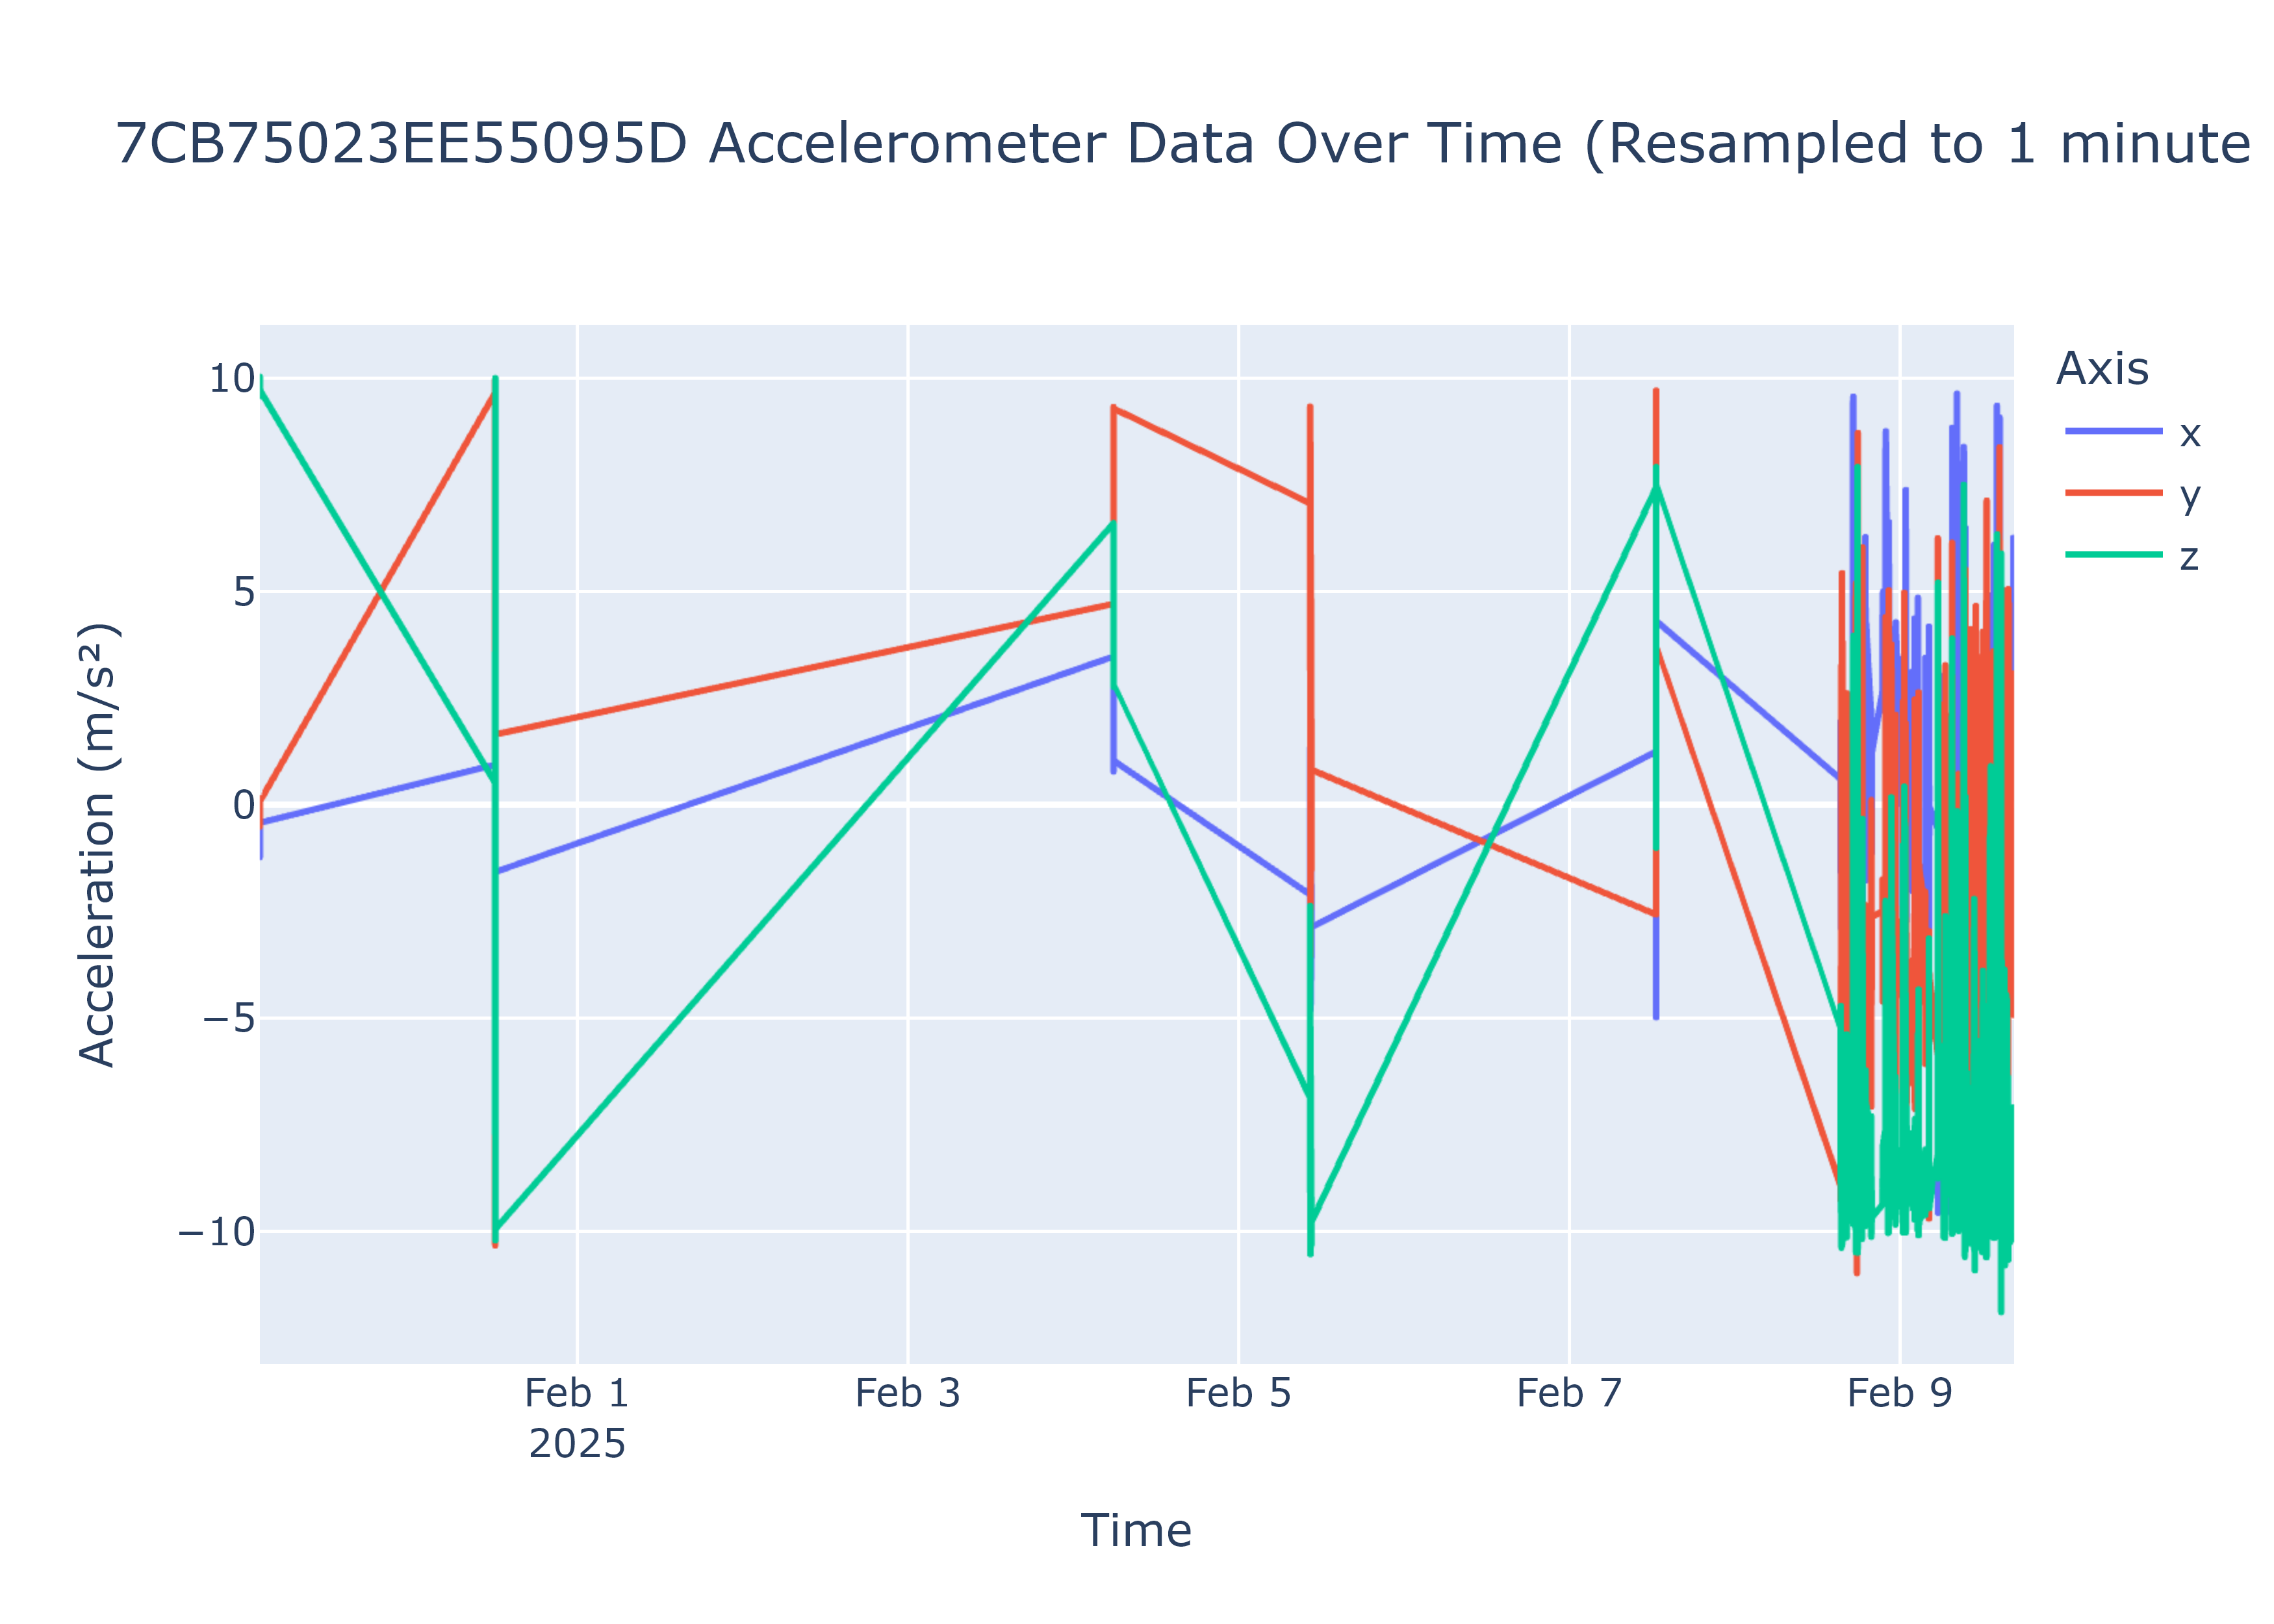 7CB75023EE55095D Accelerometer Data Over Time (Resampled to 1 minute
Axis
x
y
z
10
5
0
−5
−10
Acceleration (m/s²)
Feb 1
2025
Feb 3
Feb 5
Feb 7
Feb 9
Time